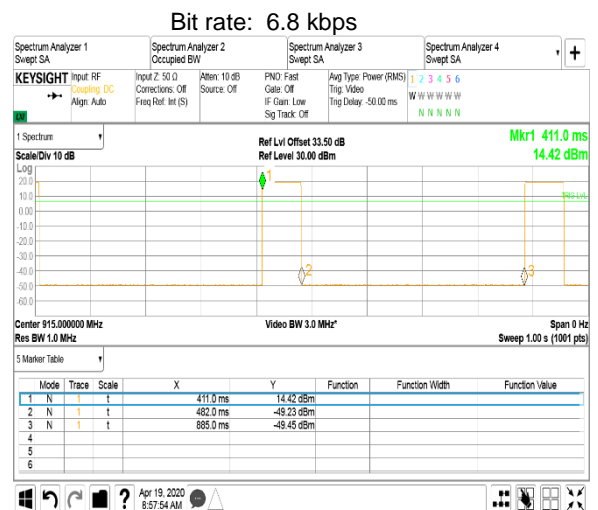 Bit rate: 6.8 kbps
Spectrum Analyzer 1 Spectrum Analyzer 2 Spectrum Analyzer 3 Spectrum Analyzer 4
Swept SA Occupied BW Swept SA Swept SA
KEYSIGHT Input: RF Input Z: 50 Ω Atten: 10 dB PNO: Fast Avg Type: Power (RMS) 1 2 3 4 5 6
Coupling: DC Corrections: Off Source: Off Gate: Off Trig: Video W W W W W W
Align: Auto Freq Ref: Int (S) IF Gain: Low Trig Delay: -50.00 ms
Sig Track: Off N N N N N
1 Spectrum
Ref Lvl Offset 33.50 dB Mkr1 411.0 ms
Scale/Div 10 dB Ref Level 30.00 dBm 14.42 dBm
Log
20.0
10.0
TRIG LVL
0.00
-10.0
-20.0
-30.0
-40.0
-50.0
-60.0
1
2
3
Center 915.000000 MHz Video BW 3.0 MHz* Span 0 Hz
Res BW 1.0 MHz Sweep 1.00 s (1001 pts)
5 Marker Table
Mode Trace Scale X Y Function Function Width Function Value
1 N 1 t 411.0 ms 14.42 dBm
2 N 1 t 482.0 ms -49.23 dBm
3 N 1 t 885.0 ms -49.45 dBm
4
5
6
Apr 19, 2020
8:57:54 AM